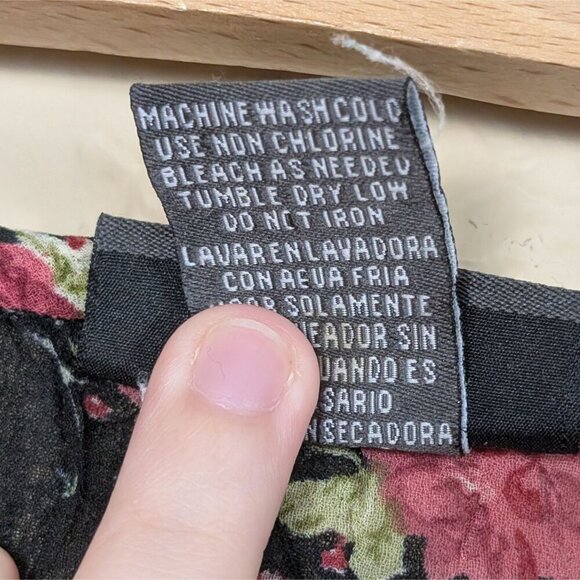 MACHINE WASH COLD
USE NON CHLORINE
BLEACH AS NEEDED
TUMBLE DRY LOW
DO NOT IRON
LAVAR EN LAVADORA
CON AGUA FRIA
SOLAMENTE
SIN
ES